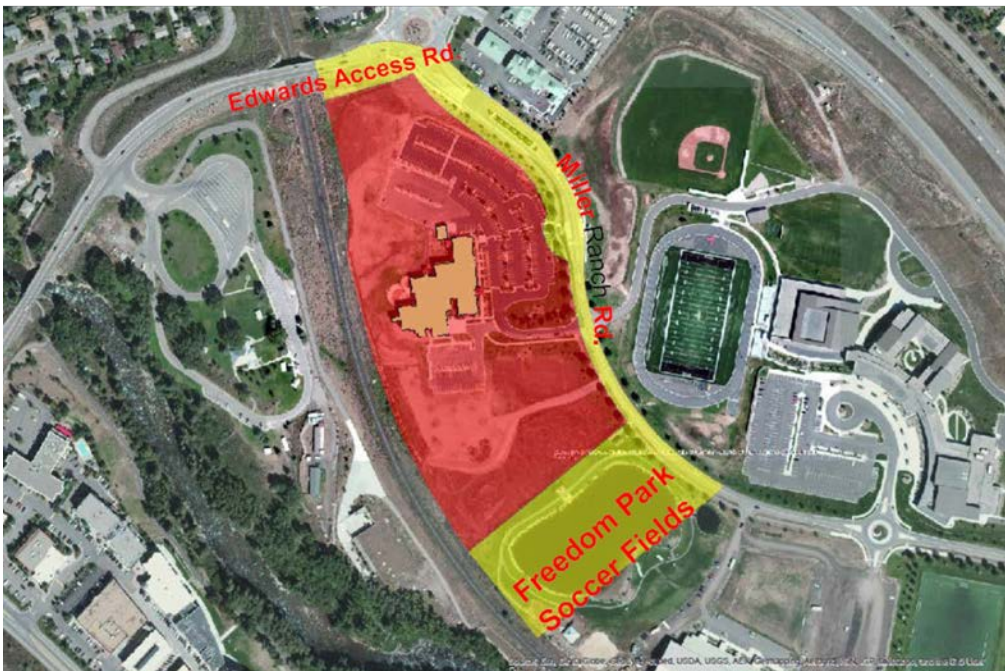 Edwards Access Rd.
Miller Ranch Rd.
Freedom Park
Soccer Fields